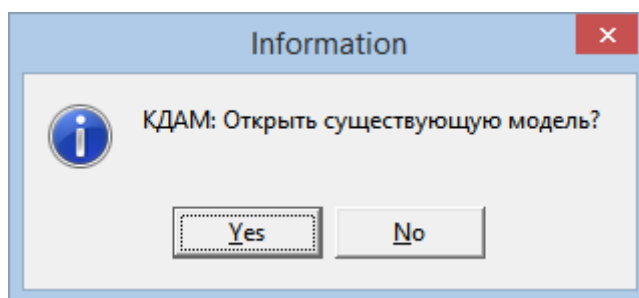 Information
КДАМ: Открыть существующую модель?
Yes
No